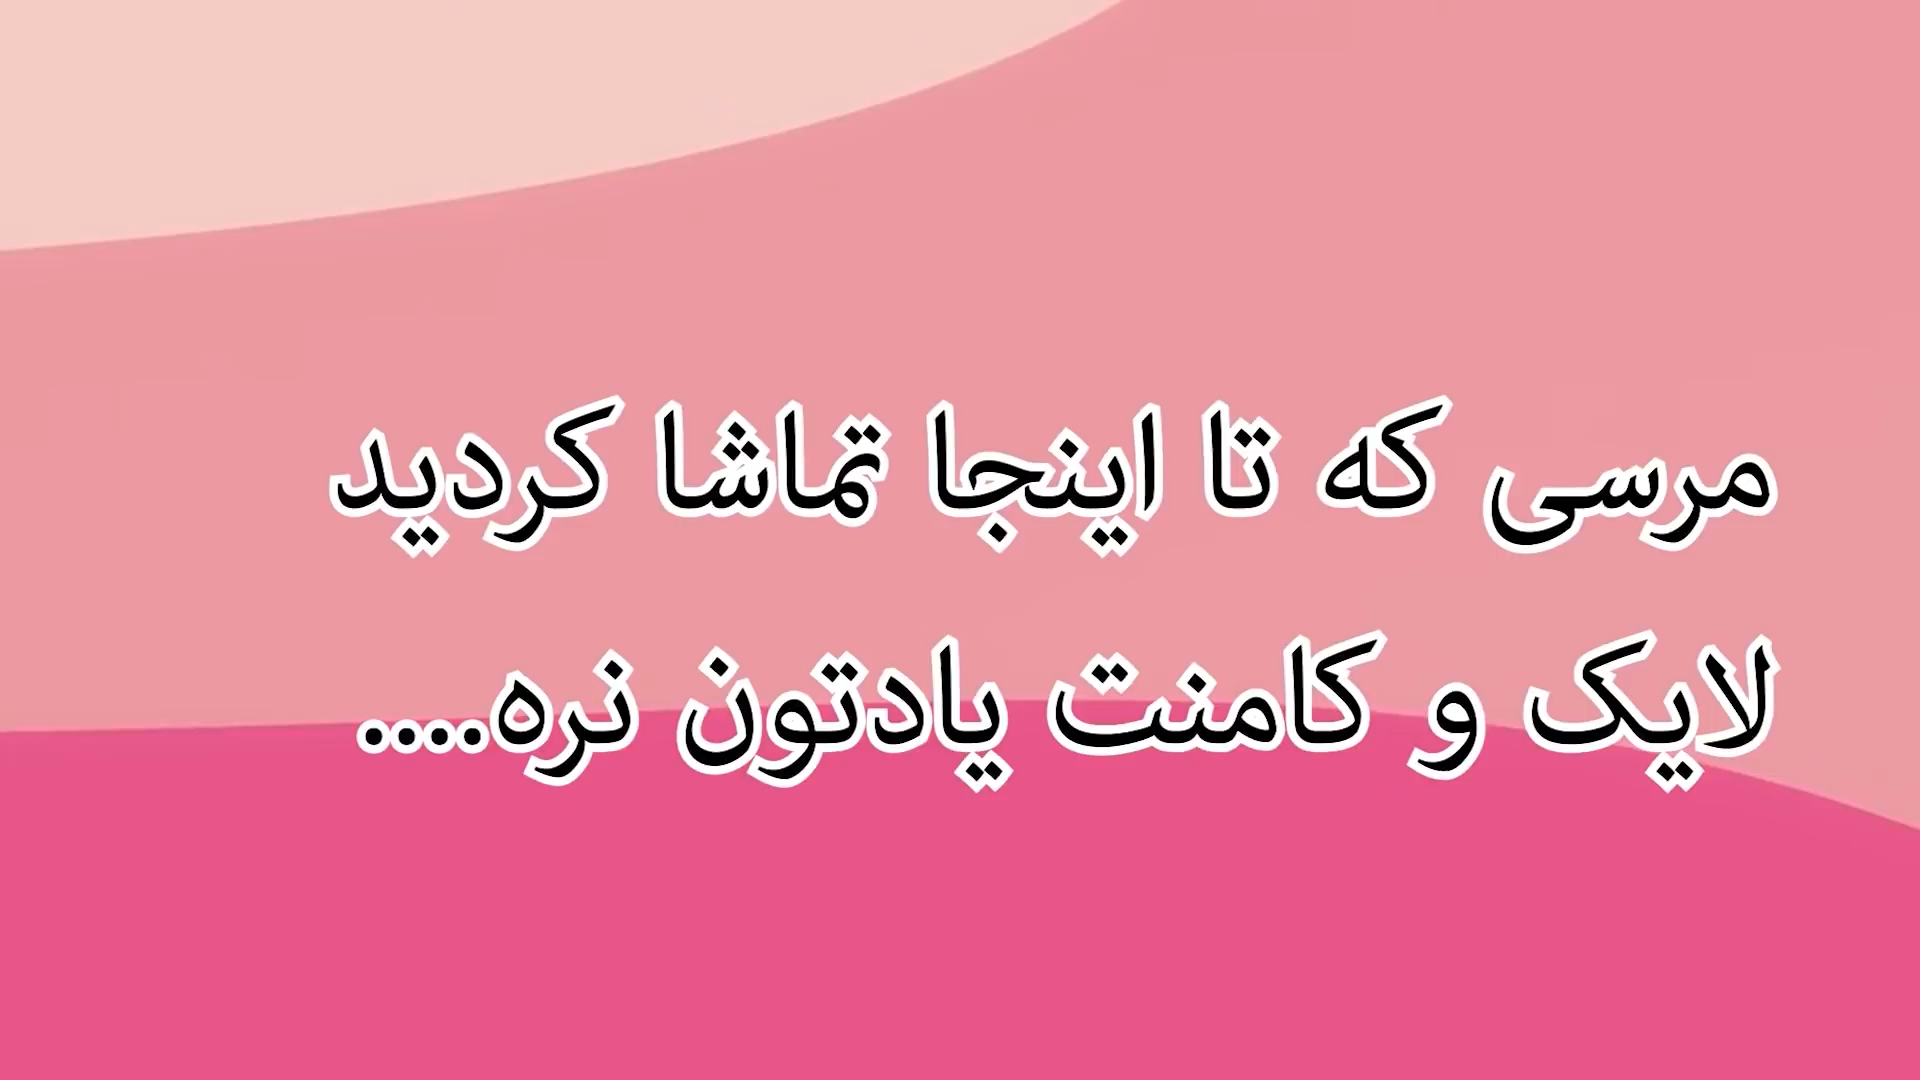 مرسی که تا اینجا تماشا کردید
لایک و کامنت یادتون نره....